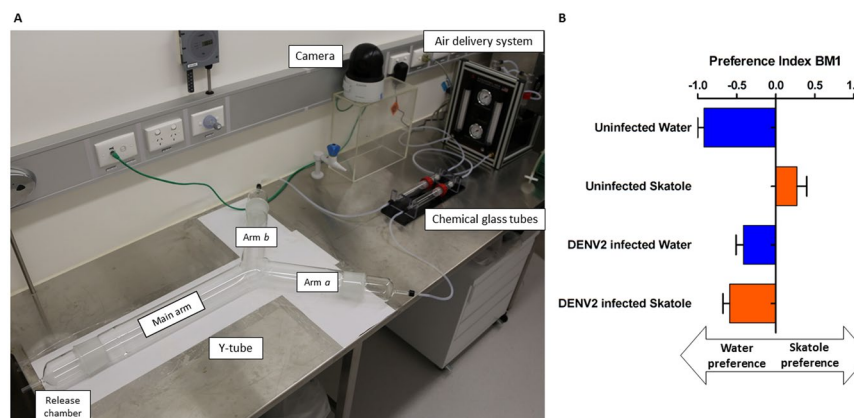 A
Camera
Air delivery system
Chemical glass tubes
Arm b
Arm a
Main arm
Y-tube
Release
chamber
B
Preference Index BM1
-1.0 -0.5 0.0 0.5 1.0
Uninfected Water
Uninfected Skatole
DENV2 infected Water
DENV2 infected Skatole
Water
preference
Skatole
preference